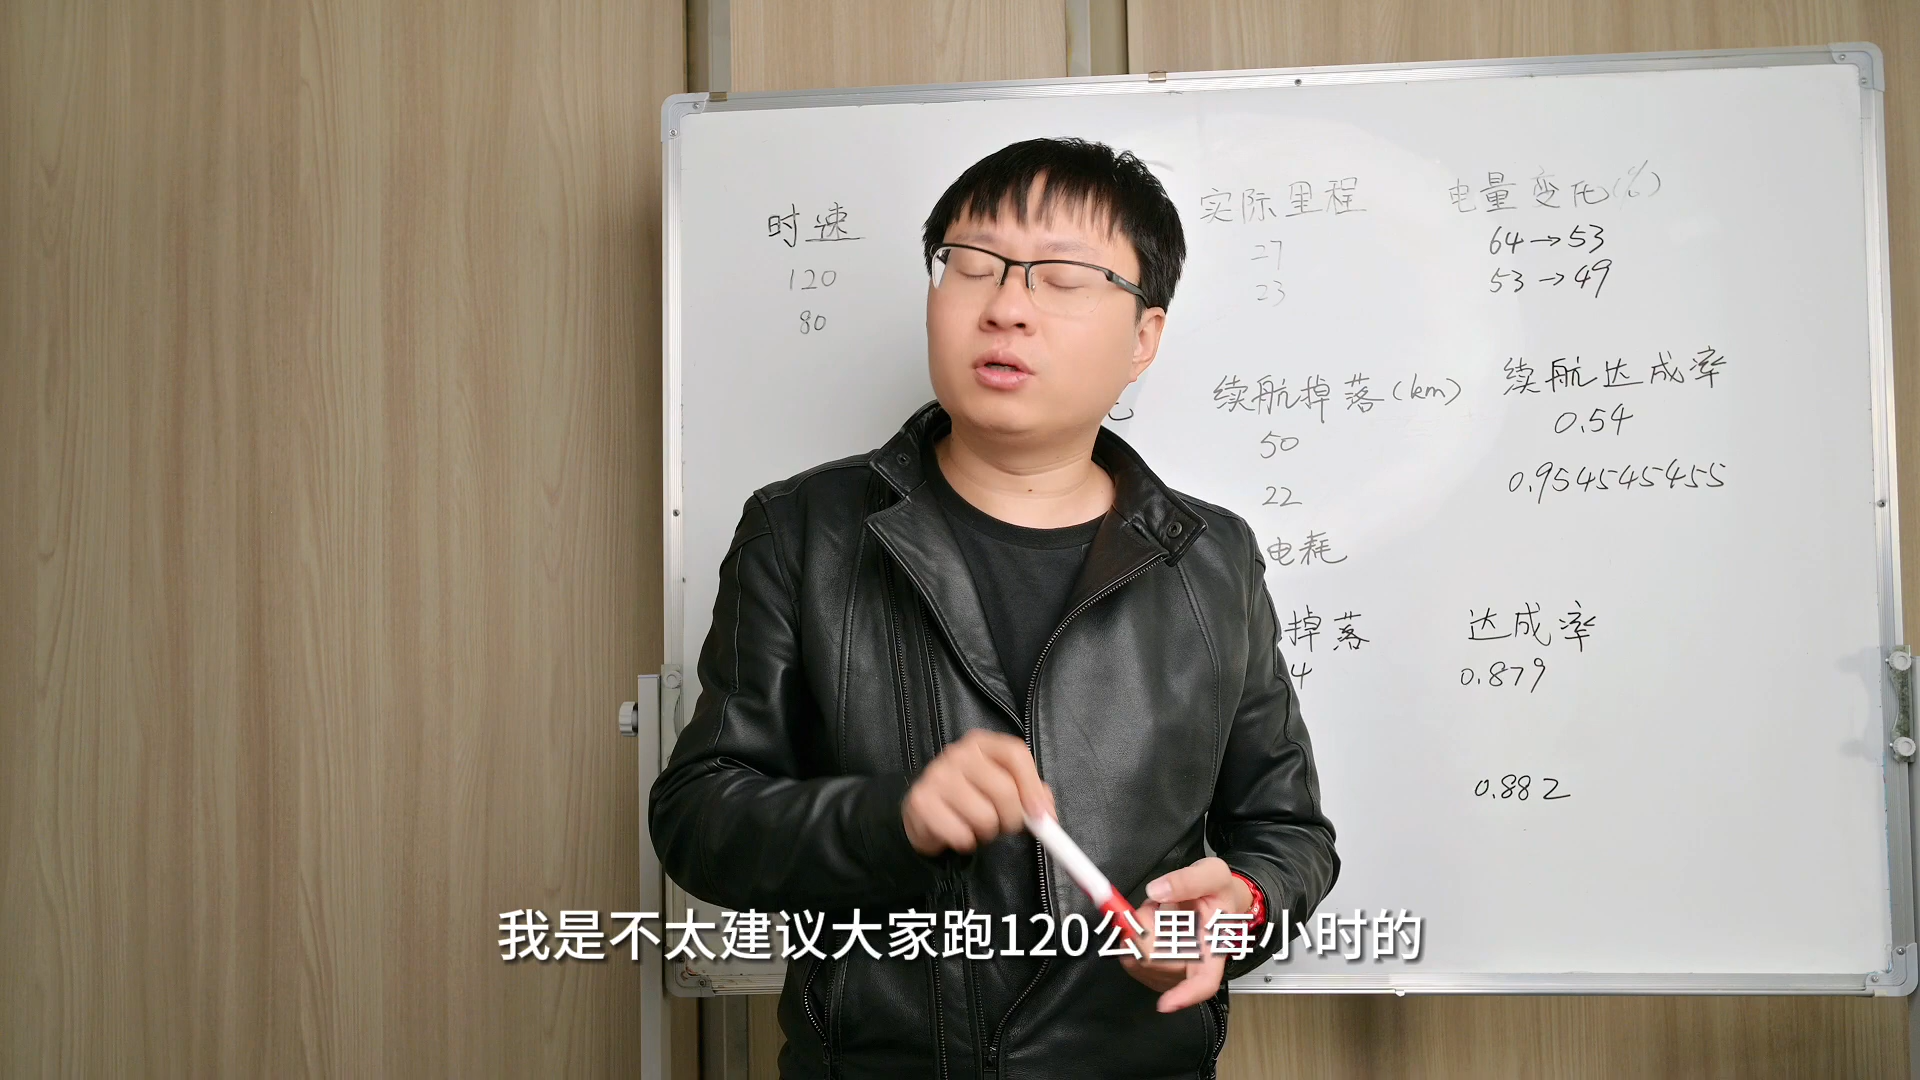 时速 实际里程 电量变化(%)
120 27 64→53
80 23 53→49
续航掉落(km) 续航达成率
50 0.54
22 0.954545455
电耗
掉落 达成率
4 0.879
0.882
我是不太建议大家跑120公里每小时的